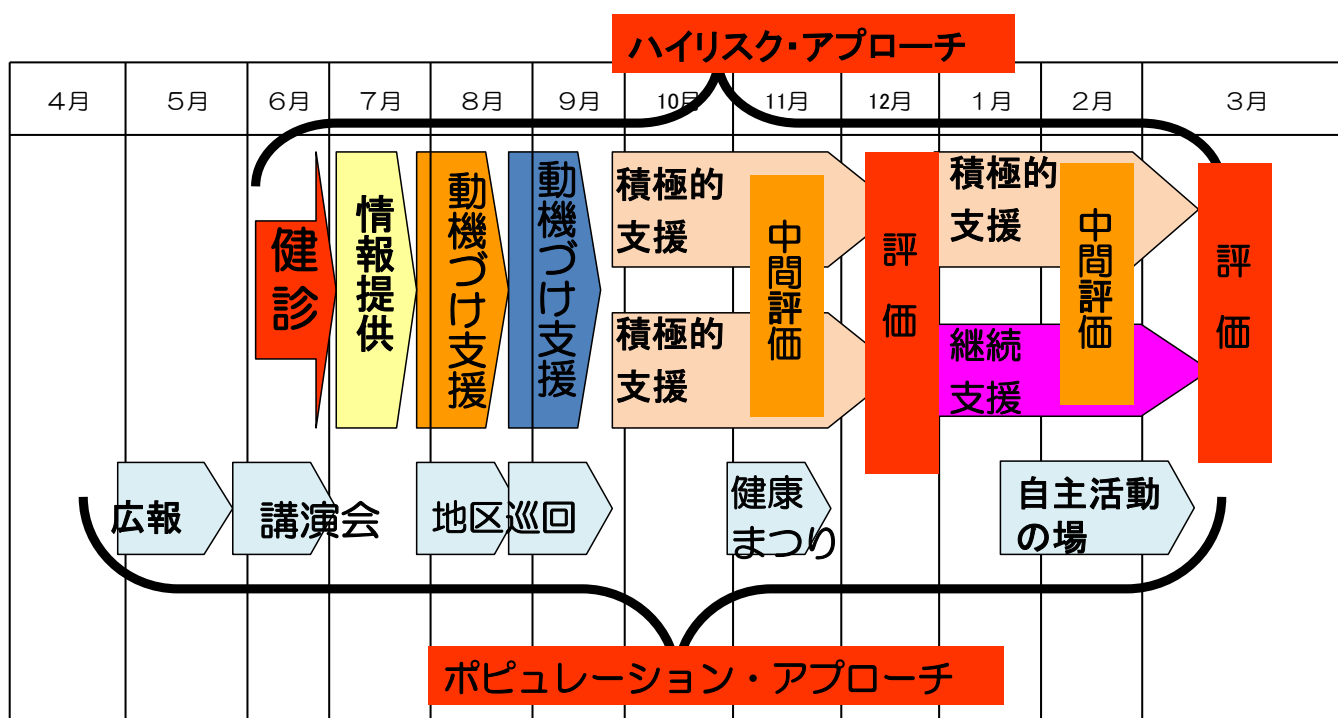 ハイリスク・アプローチ
4月
5月
6月
7月
8月
9月
10月
11月
12月
1月
2月
3月
健診
情報提供
動機づけ支援
動機づけ支援
積極的
支援
積極的
支援
中間評価
評価
積極的
支援
継続
支援
中間評価
評価
広報
講演会
地区巡回
健康
まつり
自主活動
の場
ポピュレーション・アプローチ